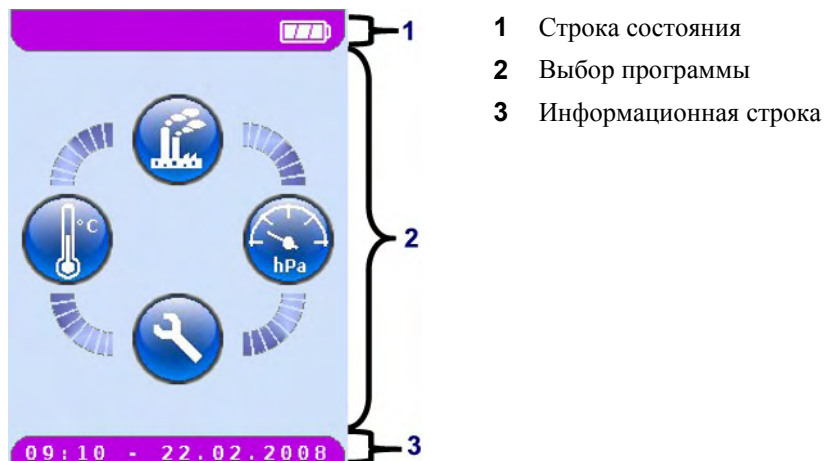 1
1 Строка состояния
2 Выбор программы
3 Информационная строка
°C
hPa
2
09:10 - 22.02.2008
3